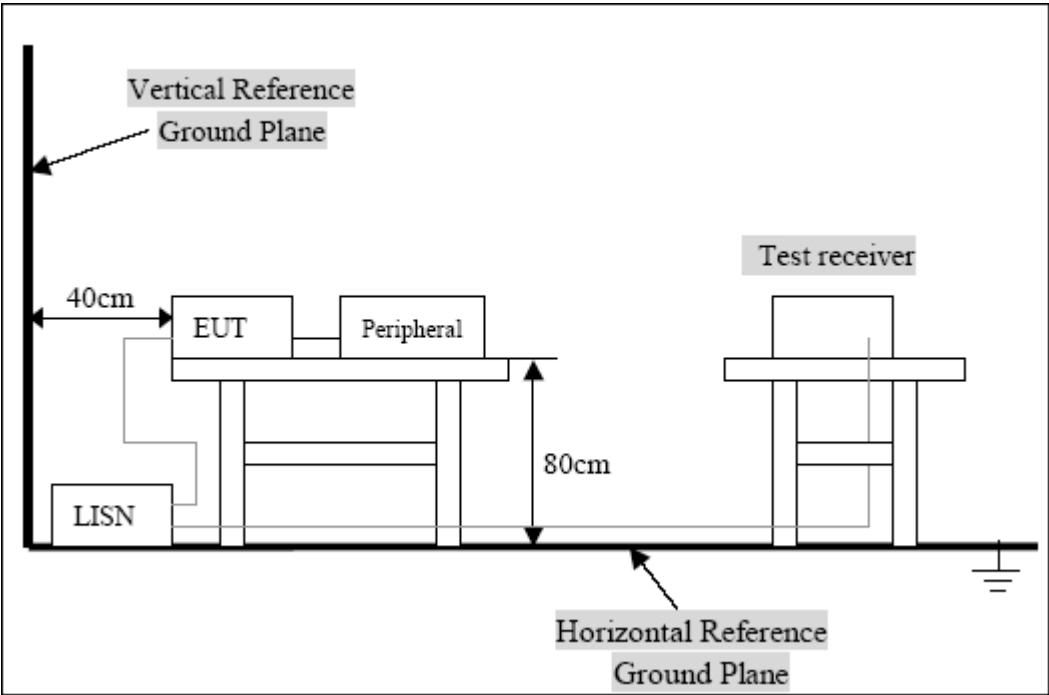 Vertical Reference
Ground Plane
Test receiver
40cm
EUT
Peripheral
80cm
LISN
Horizontal Reference
Ground Plane